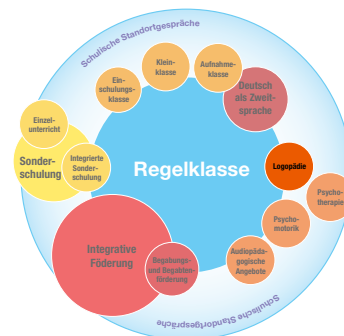 Schulische Standortgespräche
Klein-
klasse
Aufnahme-
klasse
Ein-
schulungs-
klasse
Deutsch
als Zweit-
sprache
Einzel-
unterricht
Sonder-
schulung
Integrierte
Sonder-
schulung
Regelklasse
Logopädie
Psycho-
therapie
Psycho-
motorik
Integrative
Föderung
Begabungs-
und Begabten-
förderung
Audiopäda-
gogische
Angebote
Schulische Standortgespräche